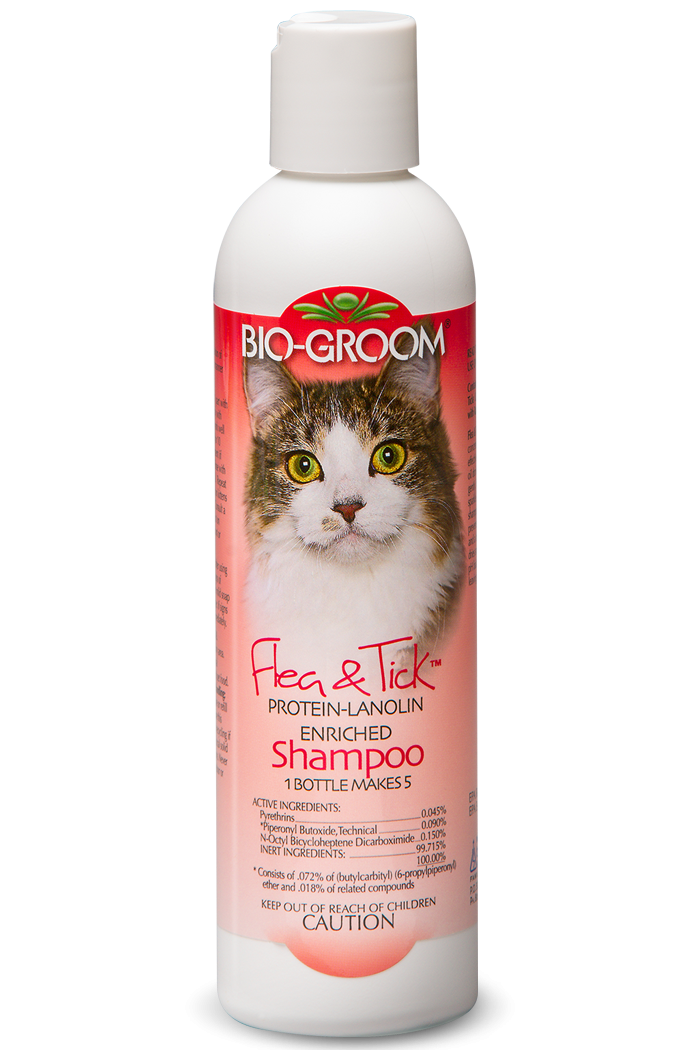 BIO-GROOM®
Flea & Tick™
PROTEIN-LANOLIN
ENRICHED
Shampoo
1 BOTTLE MAKES 5
ACTIVE INGREDIENTS:
Pyrethrins 0.045%
*Piperonyl Butoxide, Technical 0.090%
N-Octyl Bicycloheptene Dicarboximide 0.150%
INERT INGREDIENTS: 99.715%
100.00%
* Consists of .072% of (butylcarbityl) (6-propylpiperonyl)
ether and .018% of related compounds
KEEP OUT OF REACH OF CHILDREN
CAUTION